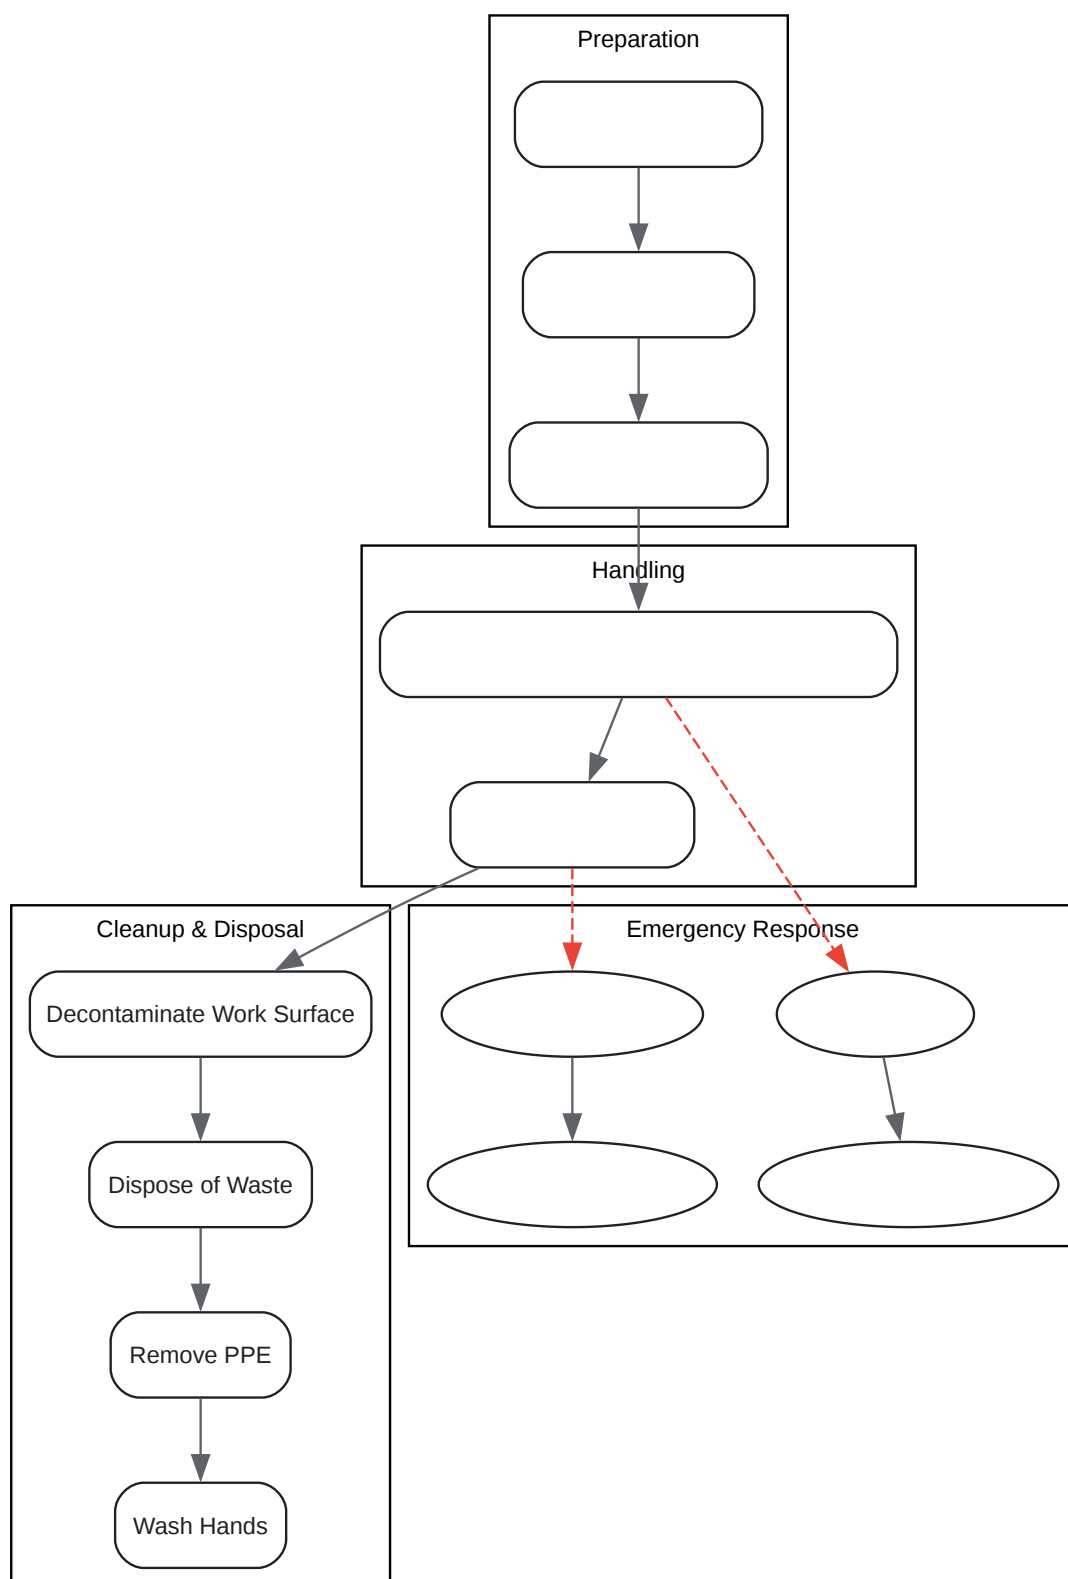 Preparation
Handling
Cleanup & Disposal
Emergency Response
Decontaminate Work Surface
Dispose of Waste
Remove PPE
Wash Hands